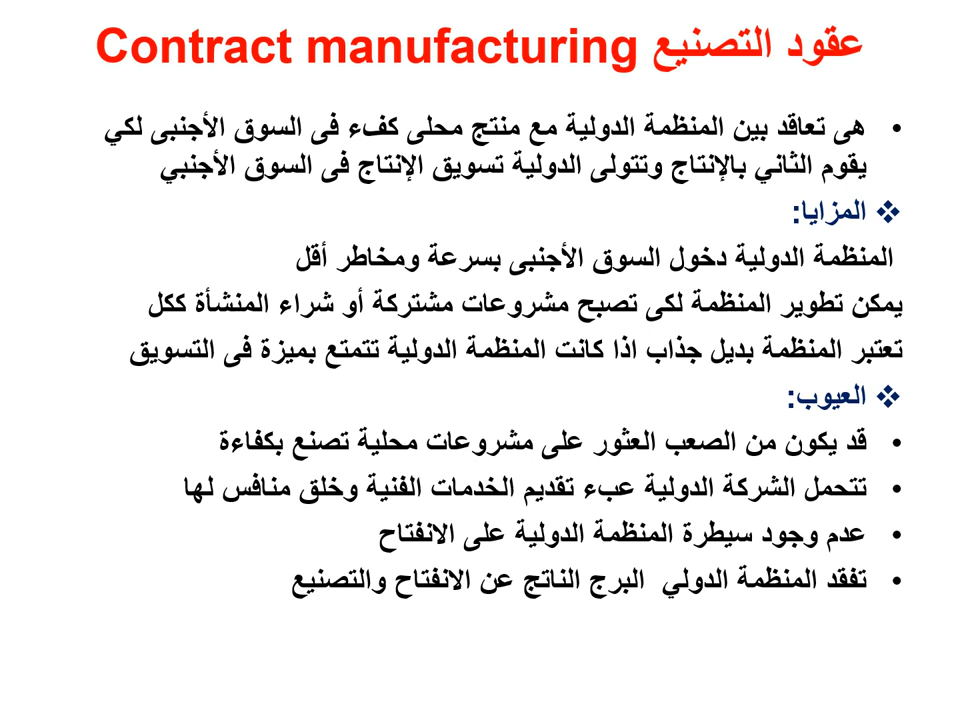 عقود التصنيع Contract manufacturing
• هى تعاقد بين المنظمة الدولية مع منتج محلى كفء فى السوق الأجنبى لكي
يقوم الثاني بالإنتاج وتتولى الدولية تسويق الإنتاج فى السوق الأجنبي
❖ المزايا:
المنظمة الدولية دخول السوق الأجنبى بسرعة ومخاطر أقل
يمكن تطوير المنظمة لكى تصبح مشروعات مشتركة أو شراء المنشأة ككل
تعتبر المنظمة بديل جذاب اذا كانت المنظمة الدولية تتمتع بميزة فى التسويق
❖ العيوب:
• قد يكون من الصعب العثور على مشروعات محلية تصنع بكفاءة
• تتحمل الشركة الدولية عبء تقديم الخدمات الفنية وخلق منافس لها
• عدم وجود سيطرة المنظمة الدولية على الانفتاح
• تفقد المنظمة الدولي البرج الناتج عن الانفتاح والتصنيع